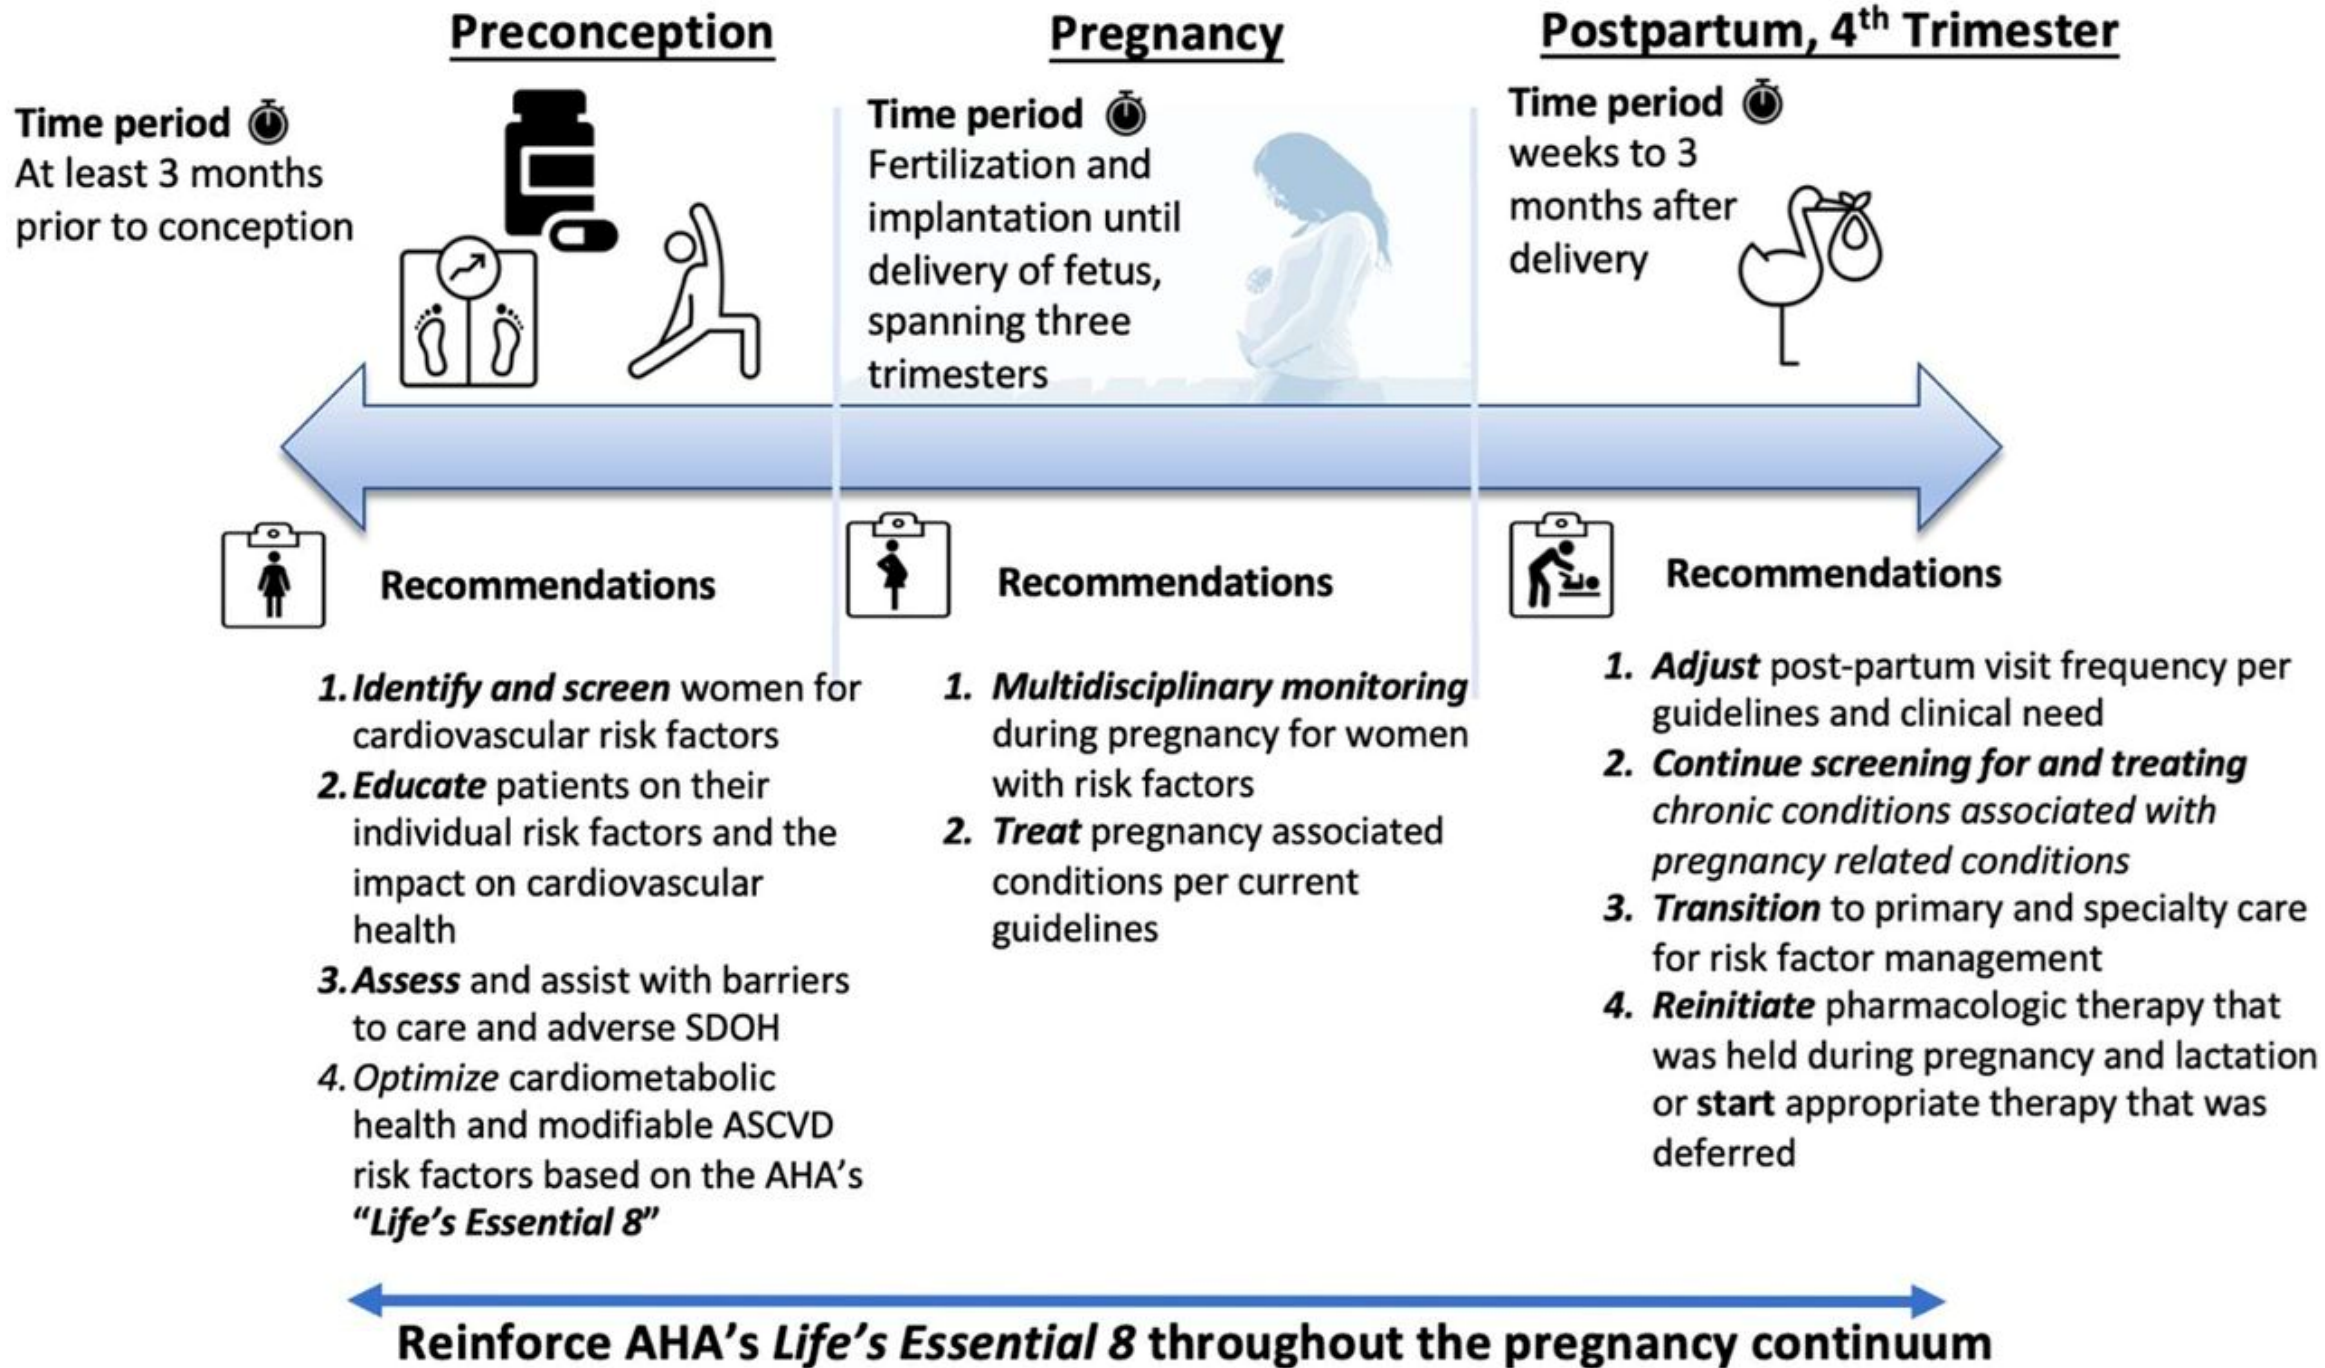 Preconception
Time period
At least 3 months
prior to conception
Pregnancy
Time period
Fertilization and
implantation until
delivery of fetus,
spanning three
trimesters
Postpartum, 4th Trimester
Time period
weeks to 3
months after
delivery
Recommendations
1. Identify and screen women for
cardiovascular risk factors
2. Educate patients on their
individual risk factors and the
impact on cardiovascular
health
3. Assess and assist with barriers
to care and adverse SDOH
4. Optimize cardiometabolic
health and modifiable ASCVD
risk factors based on the AHA’s
“Life’s Essential 8”
Recommendations
1. Multidisciplinary monitoring
during pregnancy for women
with risk factors
2. Treat pregnancy associated
conditions per current
guidelines
Recommendations
1. Adjust post-partum visit frequency per
guidelines and clinical need
2. Continue screening for and treating
chronic conditions associated with
pregnancy related conditions
3. Transition to primary and specialty care
for risk factor management
4. Reinitiate pharmacologic therapy that
was held during pregnancy and lactation
or start appropriate therapy that was
deferred
Reinforce AHA’s Life’s Essential 8 throughout the pregnancy continuum